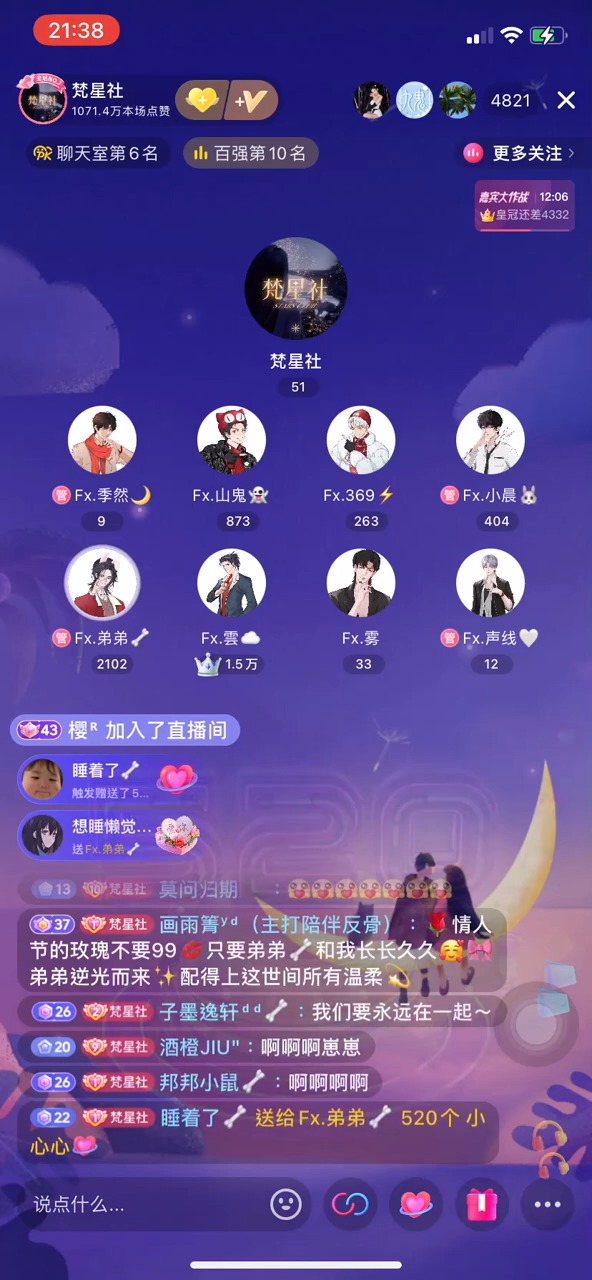 21:38
梵星社
1071.4万本场点赞
4821
聊天室第6名
百强第10名
更多关注
嘉宾大作战 12:06
皇冠还差4332
梵星社
梵星社
51
管 Fx.季然🌙
Fx.山鬼👻
Fx.369⚡
管 Fx.小晨🐰
9
873
263
404
管 Fx.弟弟🦴
Fx.雲☁️
Fx.雾
管 Fx.声线🤍
2102
1.5万
33
12
43 樱ᴿ 加入了直播间
睡着了🦴
触发赠送了5...
想睡懒觉...
送Fx.弟弟🦴
13 梵星社 莫问归期 :
37 梵星社 画雨篝ʸᵈ（主打陪伴反骨）：🌹情人
节的玫瑰不要99💋只要弟弟🦴和我长长久久🥰🎀
弟弟逆光而来✨配得上这世间所有温柔💫
26 梵星社 子墨逸轩ᵈᵈ🦴：我们要永远在一起～
20 梵星社 酒橙JIU"：啊啊啊崽崽
26 梵星社 邦邦小鼠🦴：啊啊啊啊
22 梵星社 睡着了🦴 送给Fx.弟弟🦴 520个 小
心心💗
说点什么...